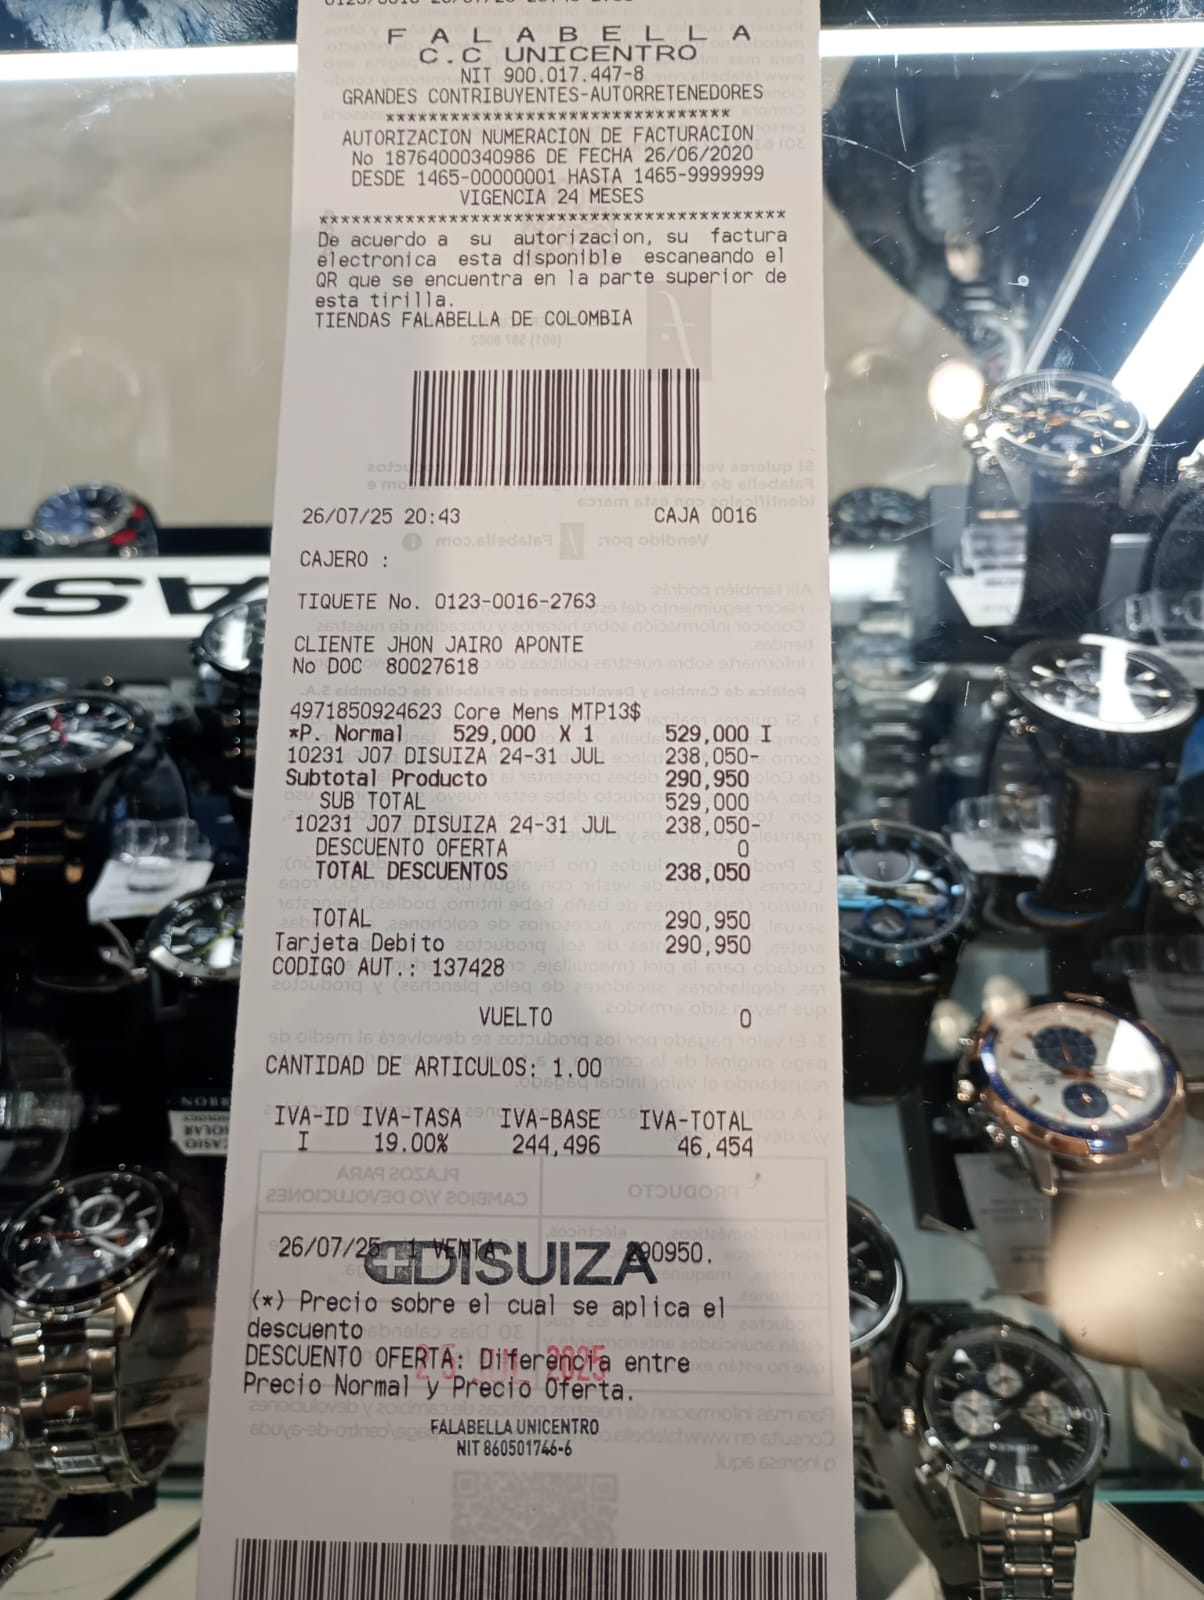 F A L A B E L L A
C.C UNICENTRO
NIT 900.017.447-8
GRANDES CONTRIBUYENTES-AUTORRETENEDORES
********************************
AUTORIZACION NUMERACION DE FACTURACION
No 18764000340986 DE FECHA 26/06/2020
DESDE 1465-00000001 HASTA 1465-9999999
VIGENCIA 24 MESES
********************************************
De acuerdo a su autorizacion, su factura
electronica esta disponible escaneando el
QR que se encuentra en la parte superior de
esta tirilla.
TIENDAS FALABELLA DE COLOMBIA
26/07/25 20:43 CAJA 0016
CAJERO :
TIQUETE No. 0123-0016-2763
CLIENTE JHON JAIRO APONTE
No DOC 80027618
4971850924623 Core Mens MTP13$
*P. Normal 529,000 X 1 529,000 I
10231 J07 DISUIZA 24-31 JUL 238,050-
Subtotal Producto 290,950
SUB TOTAL 529,000
10231 J07 DISUIZA 24-31 JUL 238,050-
DESCUENTO OFERTA 0
TOTAL DESCUENTOS 238,050
TOTAL 290,950
Tarjeta Debito 290,950
CODIGO AUT.: 137428
VUELTO 0
CANTIDAD DE ARTICULOS: 1.00
IVA-ID IVA-TASA IVA-BASE IVA-TOTAL
I 19.00% 244,496 46,454
26/07/25 1 VENTA 290950.
DISUIZA
(*) Precio sobre el cual se aplica el
descuento
DESCUENTO OFERTA: Diferencia entre
Precio Normal y Precio Oferta.
FALABELLA UNICENTRO
NIT 860501746-6